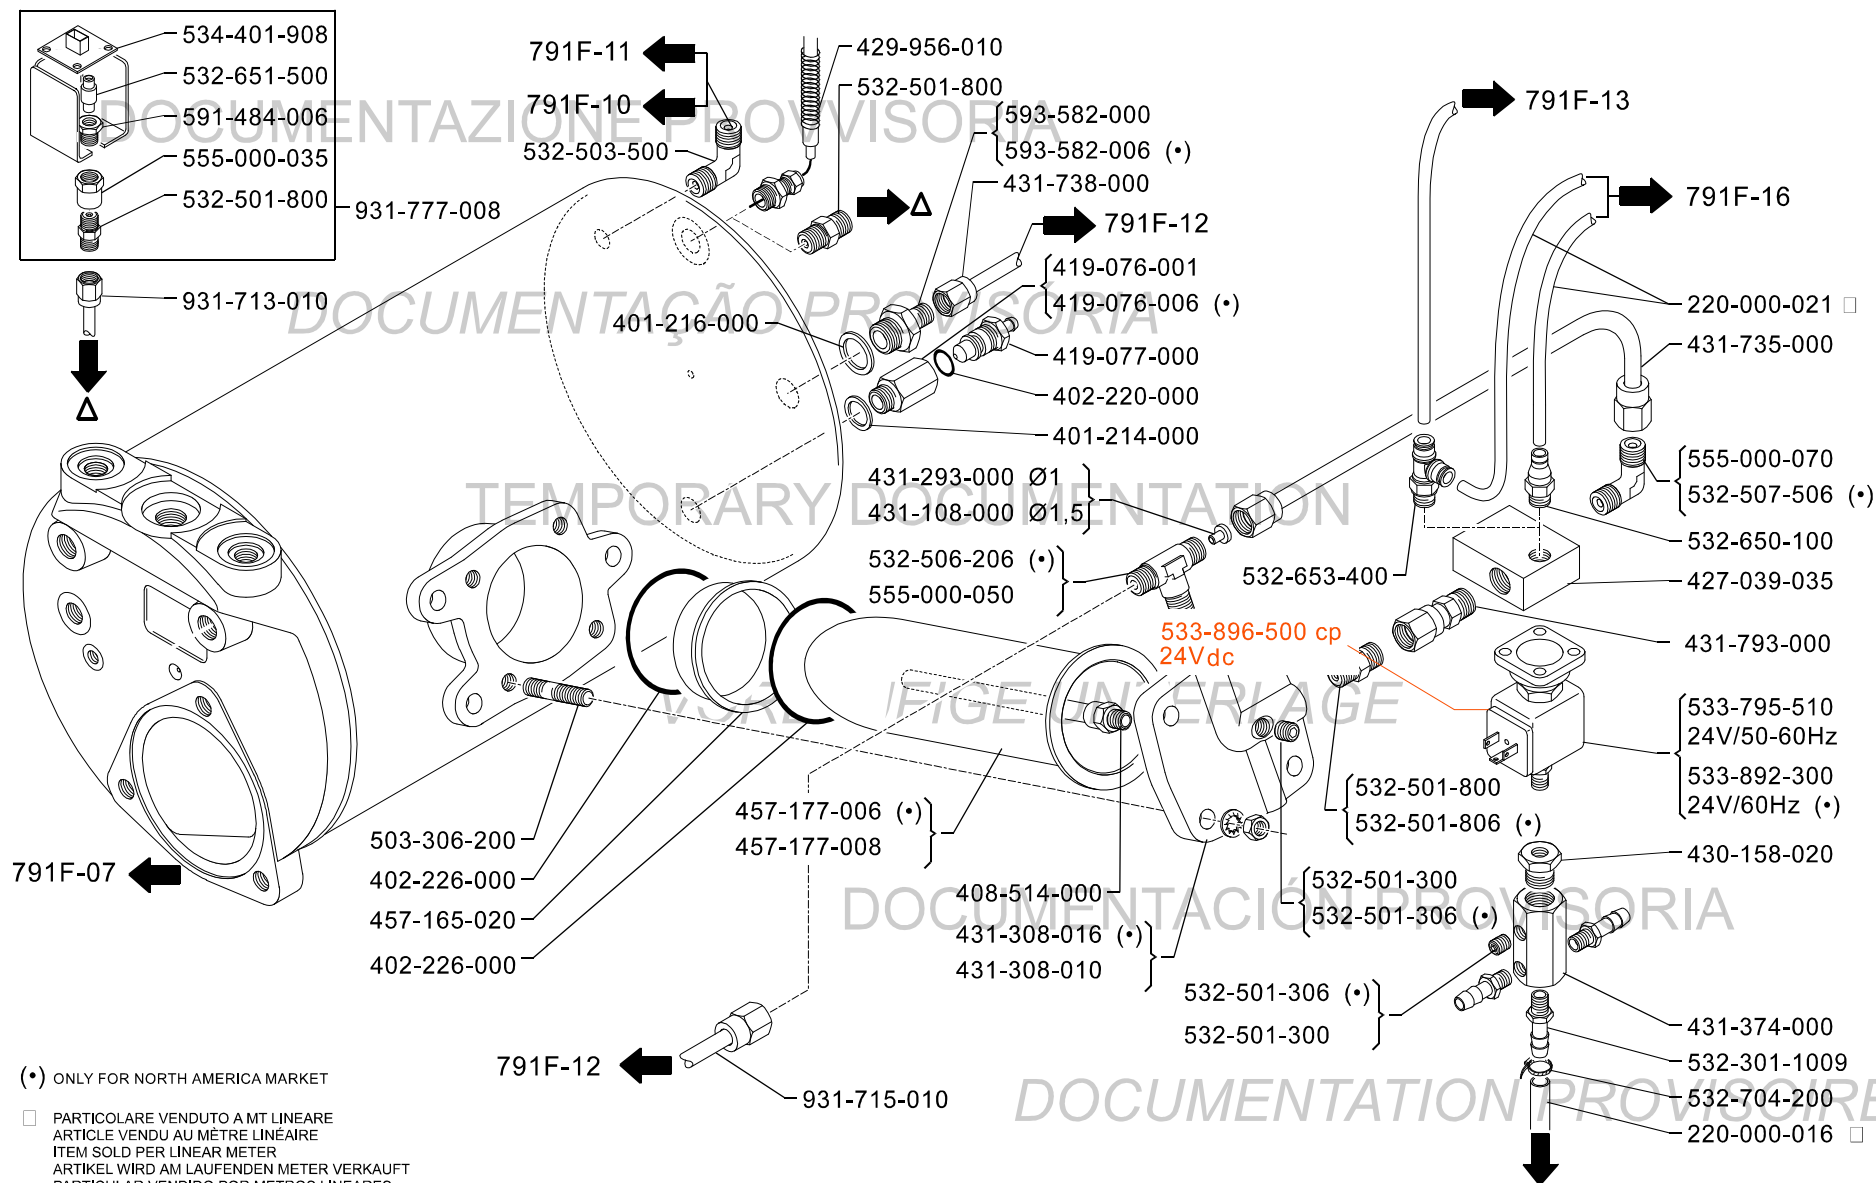 534-401-908
532-651-500
591-484-006
555-000-035
532-501-800
931-777-008
931-713-010
Δ
791F-11
791F-10
532-503-500
429-956-010
532-501-800
593-582-000
593-582-006 (•)
431-738-000
Δ
791F-12
419-076-001
419-076-006 (•)
401-216-000
419-077-000
402-220-000
401-214-000
791F-13
791F-16
220-000-021 □
431-735-000
555-000-070
532-507-506 (•)
532-650-100
427-039-035
532-653-400
431-793-000
431-293-000 Ø1
431-108-000 Ø1,5
532-506-206 (•)
555-000-050
533-896-500 cp
24Vdc
533-795-510
24V/50-60Hz
533-892-300
24V/60Hz (•)
532-501-800
532-501-806 (•)
430-158-020
457-177-006 (•)
457-177-008
503-306-200
402-226-000
457-165-020
402-226-000
791F-07
408-514-000
431-308-016 (•)
431-308-010
532-501-300
532-501-306 (•)
532-501-306 (•)
532-501-300
431-374-000
532-301-1009
532-704-200
220-000-016 □
791F-12
931-715-010
DOCUMENTAZIONE PROVVISORIA
DOCUMENTAÇÃO PROVISÓRIA
TEMPORARY DOCUMENTATION
UNTERLAGE
DOCUMENTACIÓN PROVISORIA
DOCUMENTATION PROVISOIRE
(•) ONLY FOR NORTH AMERICA MARKET
□ PARTICOLARE VENDUTO A MT LINEARE
ARTICLE VENDU AU MÈTRE LINÉAIRE
ITEM SOLD PER LINEAR METER
ARTIKEL WIRD AM LAUFENDEN METER VERKAUFT
PARTICULAR VENDIDO POR METROS LINEARES